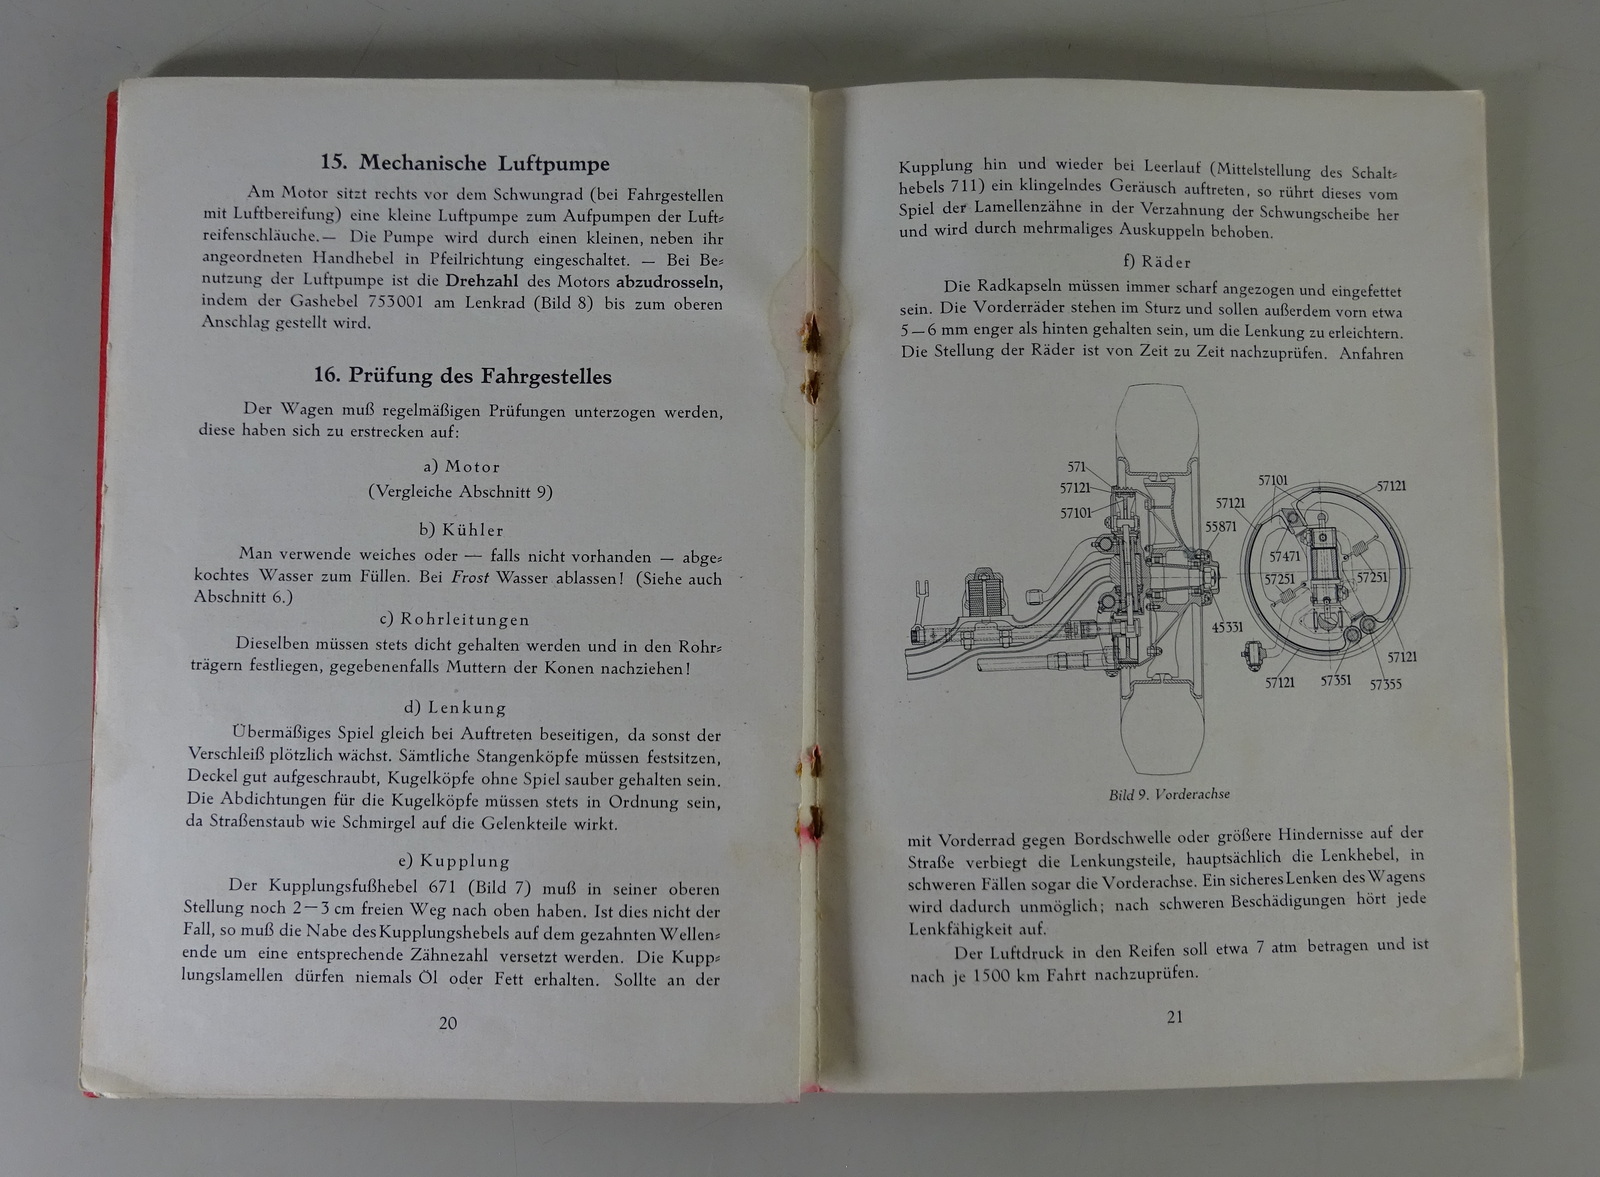 15. Mechanische Luftpumpe
Am Motor sitzt rechts vor dem Schwungrad (bei Fahrgestellen
mit Luftbereifung) eine kleine Luftpumpe zum Aufpumpen der Luft⸗
reifenschläuche. — Die Pumpe wird durch einen kleinen, neben ihr
angeordneten Handhebel in Pfeilrichtung eingeschaltet. — Bei Be⸗
nutzung der Luftpumpe ist die Drehzahl des Motors abzudrosseln,
indem der Gashebel 753001 am Lenkrad (Bild 8) bis zum oberen
Anschlag gestellt wird.
16. Prüfung des Fahrgestelles
Der Wagen muß regelmäßigen Prüfungen unterzogen werden,
diese haben sich zu erstrecken auf:
a) Motor
(Vergleiche Abschnitt 9)
b) Kühler
Man verwende weiches oder — falls nicht vorhanden — abge⸗
kochtes Wasser zum Füllen. Bei Frost Wasser ablassen! (Siehe auch
Abschnitt 6.)
c) Rohrleitungen
Dieselben müssen stets dicht gehalten werden und in den Rohr⸗
trägern festliegen, gegebenenfalls Muttern der Konen nachziehen!
d) Lenkung
Übermäßiges Spiel gleich bei Auftreten beseitigen, da sonst der
Verschleiß plötzlich wächst. Sämtliche Stangenköpfe müssen festsitzen,
Deckel gut aufgeschraubt, Kugelköpfe ohne Spiel sauber gehalten sein.
Die Abdichtungen für die Kugelköpfe müssen stets in Ordnung sein,
da Straßenstaub wie Schmirgel auf die Gelenkteile wirkt.
e) Kupplung
Der Kupplungsfußhebel 671 (Bild 7) muß in seiner oberen
Stellung noch 2—3 cm freien Weg nach oben haben. Ist dies nicht der
Fall, so muß die Nabe des Kupplungshebels auf dem gezahnten Wellen⸗
ende um eine entsprechende Zähnezahl versetzt werden. Die Kupp⸗
lungslamellen dürfen niemals Öl oder Fett erhalten. Sollte an der
20
Kupplung hin und wieder bei Leerlauf (Mittelstellung des Schalt⸗
hebels 711) ein klingelndes Geräusch auftreten, so rührt dieses vom
Spiel der Lamellenzähne in der Verzahnung der Schwungscheibe her
und wird durch mehrmaliges Auskuppeln behoben.
f) Räder
Die Radkapseln müssen immer scharf angezogen und eingefettet
sein. Die Vorderräder stehen im Sturz und sollen außerdem vorn etwa
5—6 mm enger als hinten gehalten sein, um die Lenkung zu erleichtern.
Die Stellung der Räder ist von Zeit zu Zeit nachzuprüfen. Anfahren
571
57121
57101
57121
55871
45331
57101
57121
57471
57251
57251
57121
57121
57351
57355
Bild 9. Vorderachse
mit Vorderrad gegen Bordschwelle oder größere Hindernisse auf der
Straße verbiegt die Lenkungsteile, hauptsächlich die Lenkhebel, in
schweren Fällen sogar die Vorderachse. Ein sicheres Lenken des Wagens
wird dadurch unmöglich; nach schweren Beschädigungen hört jede
Lenkfähigkeit auf.
Der Luftdruck in den Reifen soll etwa 7 atm betragen und ist
nach je 1500 km Fahrt nachzuprüfen.
21